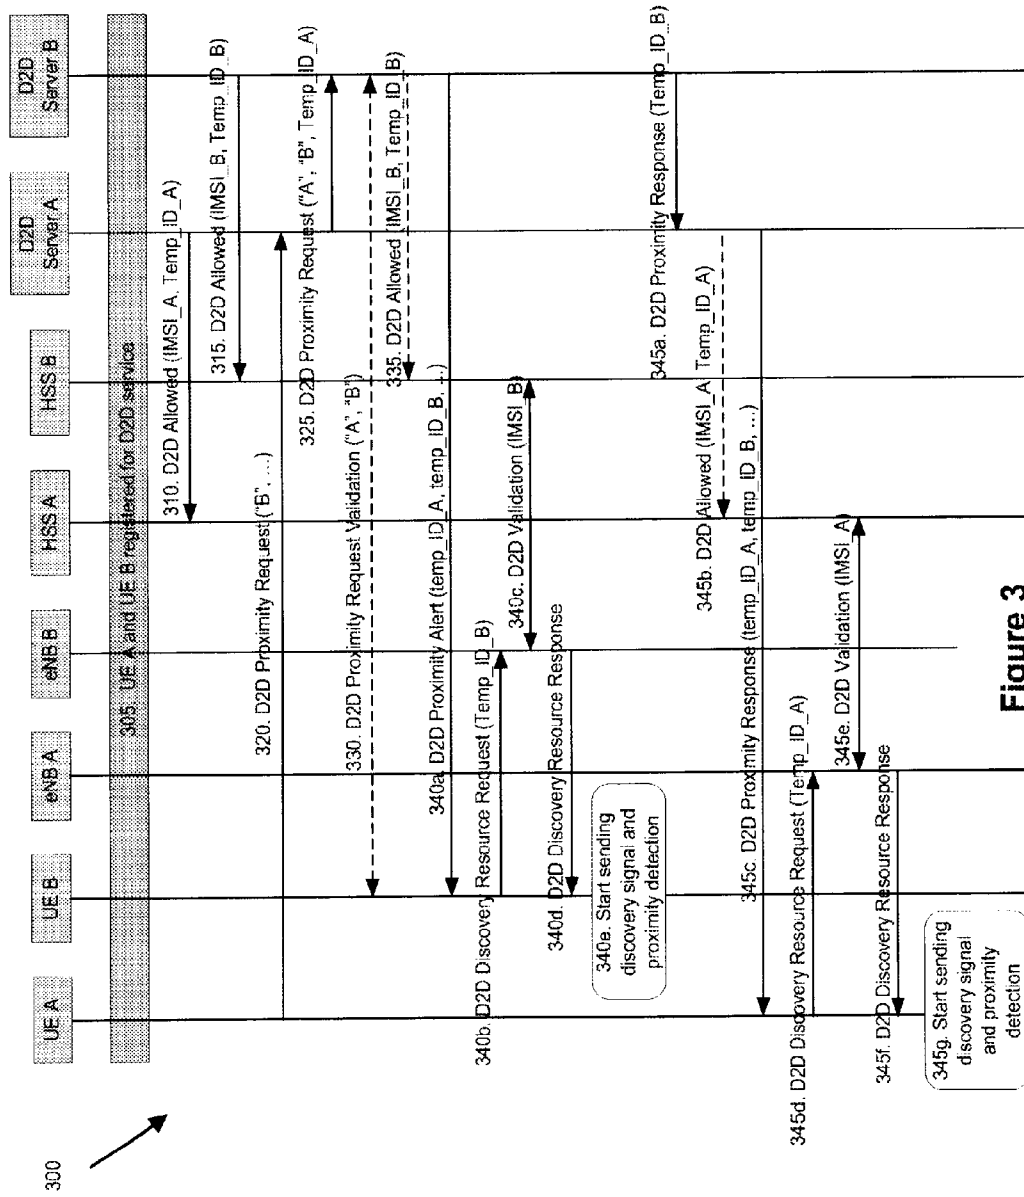 300
UE A
UE B
eNB A
eNB B
HSS A
HSS B
D2D
Server A
D2D
Server B
305. UE A and UE B registered for D2D service
310. D2D Allowed (IMSI_A, Temp_ID_A)
315. D2D Allowed (IMSI_B, Temp_ID_B)
320. D2D Proximity Request ("B", ...)
325. D2D Proximity Request ("A", "B", Temp_ID_A)
330. D2D Proximity Request Validation ("A", "B")
335. D2D Allowed (IMSI_B, Temp_ID_B)
340a. D2D Proximity Alert (temp_ID_A, temp_ID_B, ...)
340b. D2D Discovery Resource Request (Temp_ID_B)
340c. D2D Validation (IMSI_B)
340d. D2D Discovery Resource Response
340e. Start sending
discovery signal and
proximity detection
345a. D2D Proximity Response (Temp_ID_B)
345b. D2D Allowed (IMSI_A, Temp_ID_A)
345c. D2D Proximity Response (temp_ID_A, temp_ID_B, ...)
345d. D2D Discovery Resource Request (Temp_ID_A)
345e. D2D Validation (IMSI_A)
345f. D2D Discovery Resource Response
345g. Start sending
discovery signal
and proximity
detection
Figure 3